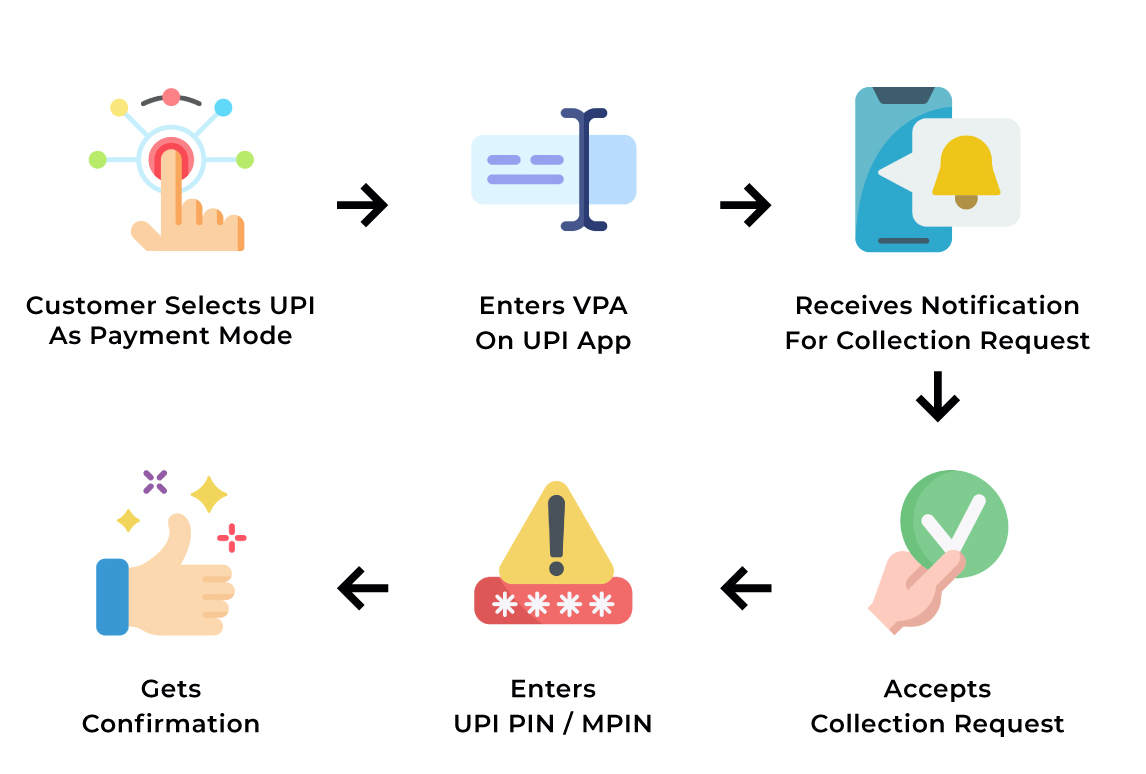 Customer Selects UPI
As Payment Mode
Enters VPA
On UPI App
Receives Notification
For Collection Request
Accepts
Collection Request
Enters
UPI PIN / MPIN
Gets
Confirmation